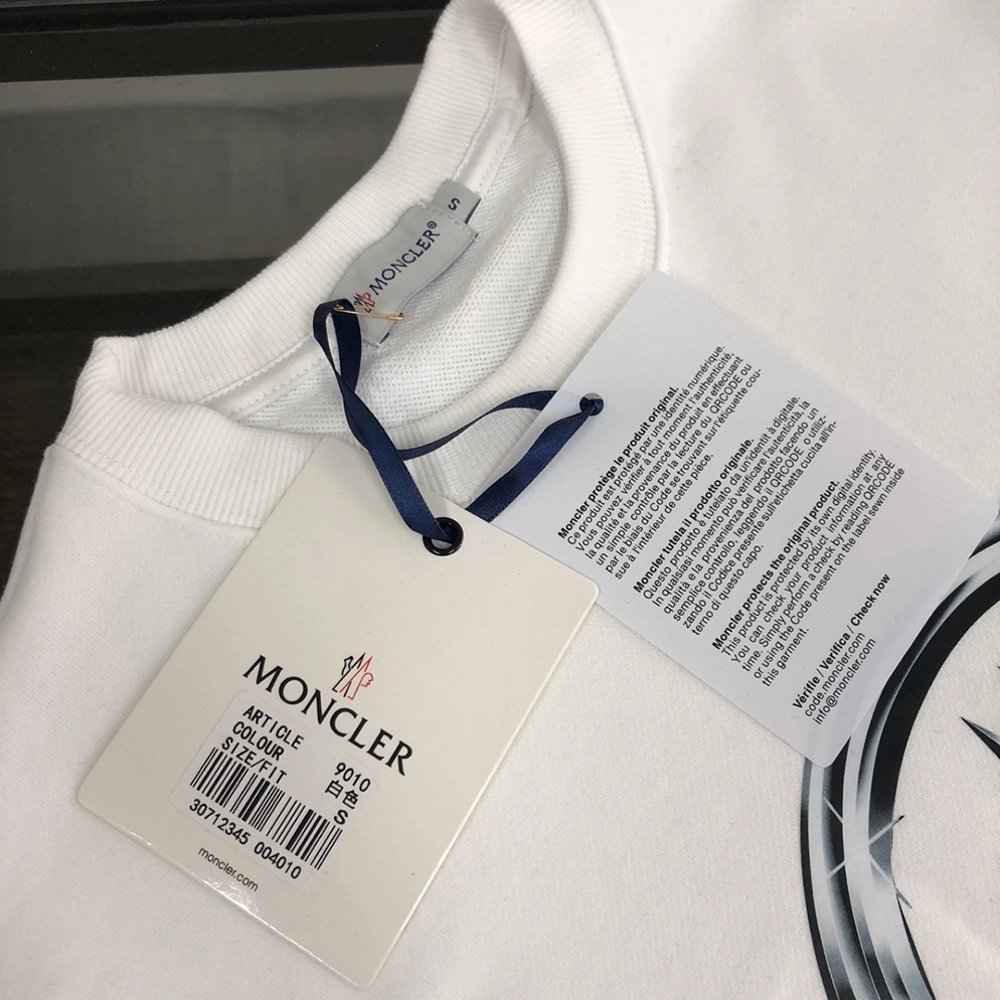 S
MONCLER®
MONCLER
ARTICLE 9010
COLOUR 白色
SIZE/FIT S
30712345 004010
moncler.com
Moncler protège le produit original.
Ce produit est protégé par une identité numérique.
Vous pouvez vérifier à tout moment l'authenticité,
la qualité et la provenance du produit en effectuant
un simple contrôle par la lecture du QRCODE ou
par le biais du Code se trouvant sur l'étiquette cou-
sue à l'intérieur de cette pièce.
Moncler tutela il prodotto originale.
Questo prodotto è tutelato da un identit à digitale.
In qualsiasi momento può verificare l'autenticità, la
qualità e la provenienza del prodotto facendo un
semplice controllo, leggendo il QRCODE o utiliz-
zando il Codice presente sull'etichetta cucita all'in-
terno di questo capo.
Moncler protects the original product.
This product is protected by its own digital identity.
You can check your product information at any
time. Simply perform a check by reading QRCODE
or using the Code present on the label sewn inside
this garment.
Vérifie / Verifica / Check now
code.moncler.com
info@moncler.com